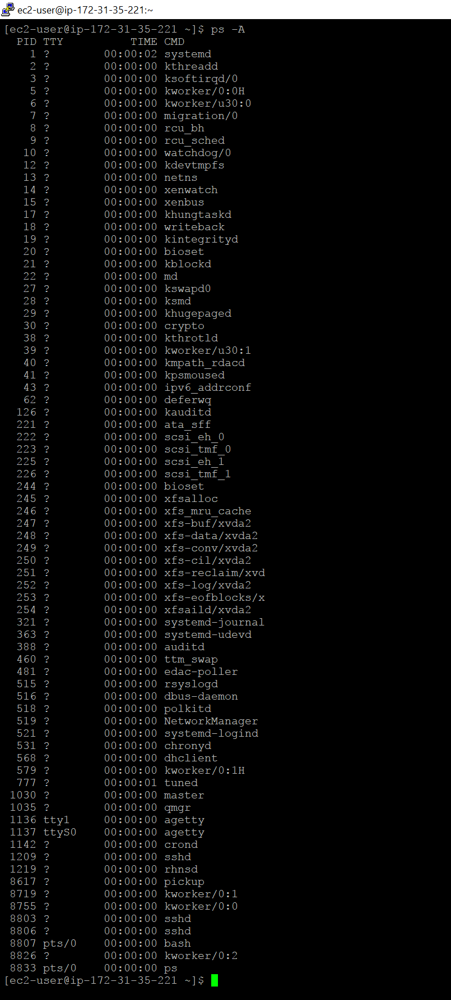 ec2-user@ip-172-31-35-221:~
[ec2-user@ip-172-31-35-221 ~]$ ps -A
  PID TTY          TIME CMD
    1 ?        00:00:02 systemd
    2 ?        00:00:00 kthreadd
    3 ?        00:00:00 ksoftirqd/0
    5 ?        00:00:00 kworker/0:0H
    6 ?        00:00:00 kworker/u30:0
    7 ?        00:00:00 migration/0
    8 ?        00:00:00 rcu_bh
    9 ?        00:00:00 rcu_sched
   10 ?        00:00:00 watchdog/0
   12 ?        00:00:00 kdevtmpfs
   13 ?        00:00:00 netns
   14 ?        00:00:00 xenwatch
   15 ?        00:00:00 xenbus
   17 ?        00:00:00 khungtaskd
   18 ?        00:00:00 writeback
   19 ?        00:00:00 kintegrityd
   20 ?        00:00:00 bioset
   21 ?        00:00:00 kblockd
   22 ?        00:00:00 md
   27 ?        00:00:00 kswapd0
   28 ?        00:00:00 ksmd
   29 ?        00:00:00 khugepaged
   30 ?        00:00:00 crypto
   38 ?        00:00:00 kthrotld
   39 ?        00:00:00 kworker/u30:1
   40 ?        00:00:00 kmpath_rdacd
   41 ?        00:00:00 kpsmoused
   43 ?        00:00:00 ipv6_addrconf
   62 ?        00:00:00 deferwq
  126 ?        00:00:00 kauditd
  221 ?        00:00:00 ata_sff
  222 ?        00:00:00 scsi_eh_0
  223 ?        00:00:00 scsi_tmf_0
  225 ?        00:00:00 scsi_eh_1
  226 ?        00:00:00 scsi_tmf_1
  244 ?        00:00:00 bioset
  245 ?        00:00:00 xfsalloc
  246 ?        00:00:00 xfs_mru_cache
  247 ?        00:00:00 xfs-buf/xvda2
  248 ?        00:00:00 xfs-data/xvda2
  249 ?        00:00:00 xfs-conv/xvda2
  250 ?        00:00:00 xfs-cil/xvda2
  251 ?        00:00:00 xfs-reclaim/xvd
  252 ?        00:00:00 xfs-log/xvda2
  253 ?        00:00:00 xfs-eofblocks/x
  254 ?        00:00:00 xfsaild/xvda2
  321 ?        00:00:00 systemd-journal
  363 ?        00:00:00 systemd-udevd
  388 ?        00:00:00 auditd
  460 ?        00:00:00 ttm_swap
  481 ?        00:00:00 edac-poller
  515 ?        00:00:00 rsyslogd
  516 ?        00:00:00 dbus-daemon
  518 ?        00:00:00 polkitd
  519 ?        00:00:00 NetworkManager
  521 ?        00:00:00 systemd-logind
  531 ?        00:00:00 chronyd
  568 ?        00:00:00 dhclient
  579 ?        00:00:00 kworker/0:1H
  777 ?        00:00:01 tuned
 1030 ?        00:00:00 master
 1035 ?        00:00:00 qmgr
 1136 tty1     00:00:00 agetty
 1137 ttyS0    00:00:00 agetty
 1142 ?        00:00:00 crond
 1209 ?        00:00:00 sshd
 1219 ?        00:00:00 rhnsd
 8617 ?        00:00:00 pickup
 8719 ?        00:00:00 kworker/0:1
 8755 ?        00:00:00 kworker/0:0
 8803 ?        00:00:00 sshd
 8806 ?        00:00:00 sshd
 8807 pts/0    00:00:00 bash
 8826 ?        00:00:00 kworker/0:2
 8833 pts/0    00:00:00 ps
[ec2-user@ip-172-31-35-221 ~]$